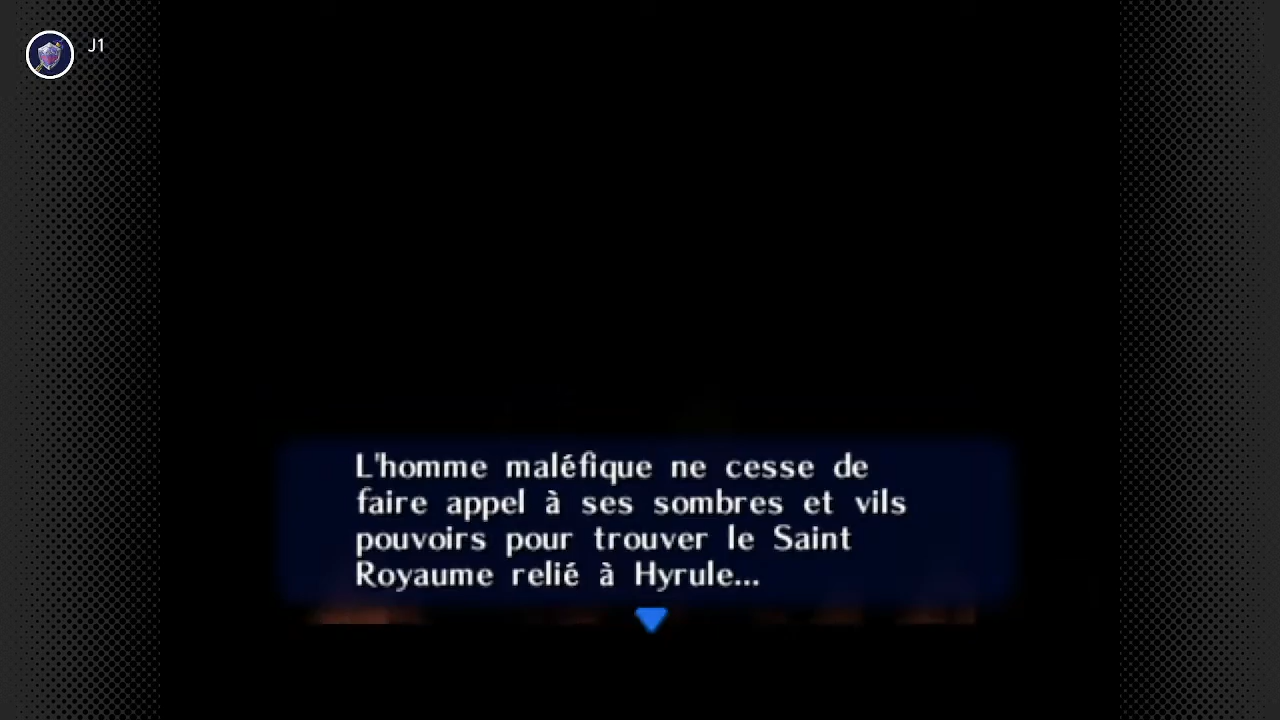 J1
L'homme maléfique ne cesse de
faire appel à ses sombres et vils
pouvoirs pour trouver le Saint
Royaume relié à Hyrule...